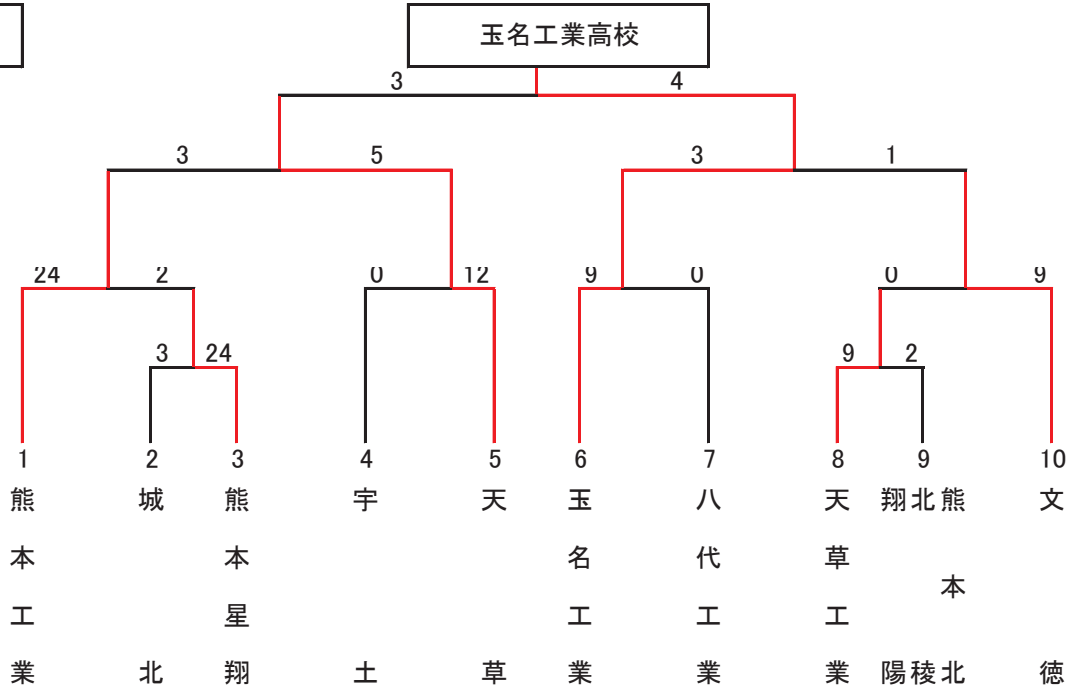 玉名工業高校
3 4
3 5 3 1
24 2 0 12 9 0 0 9
3 24 9 2
1 2 3 4 5 6 7 8 9 10
熊本工業
城北
熊本星翔
宇土
天草
玉名工業
八代工業
天草工業
翔陽
北稜
熊本北
文徳